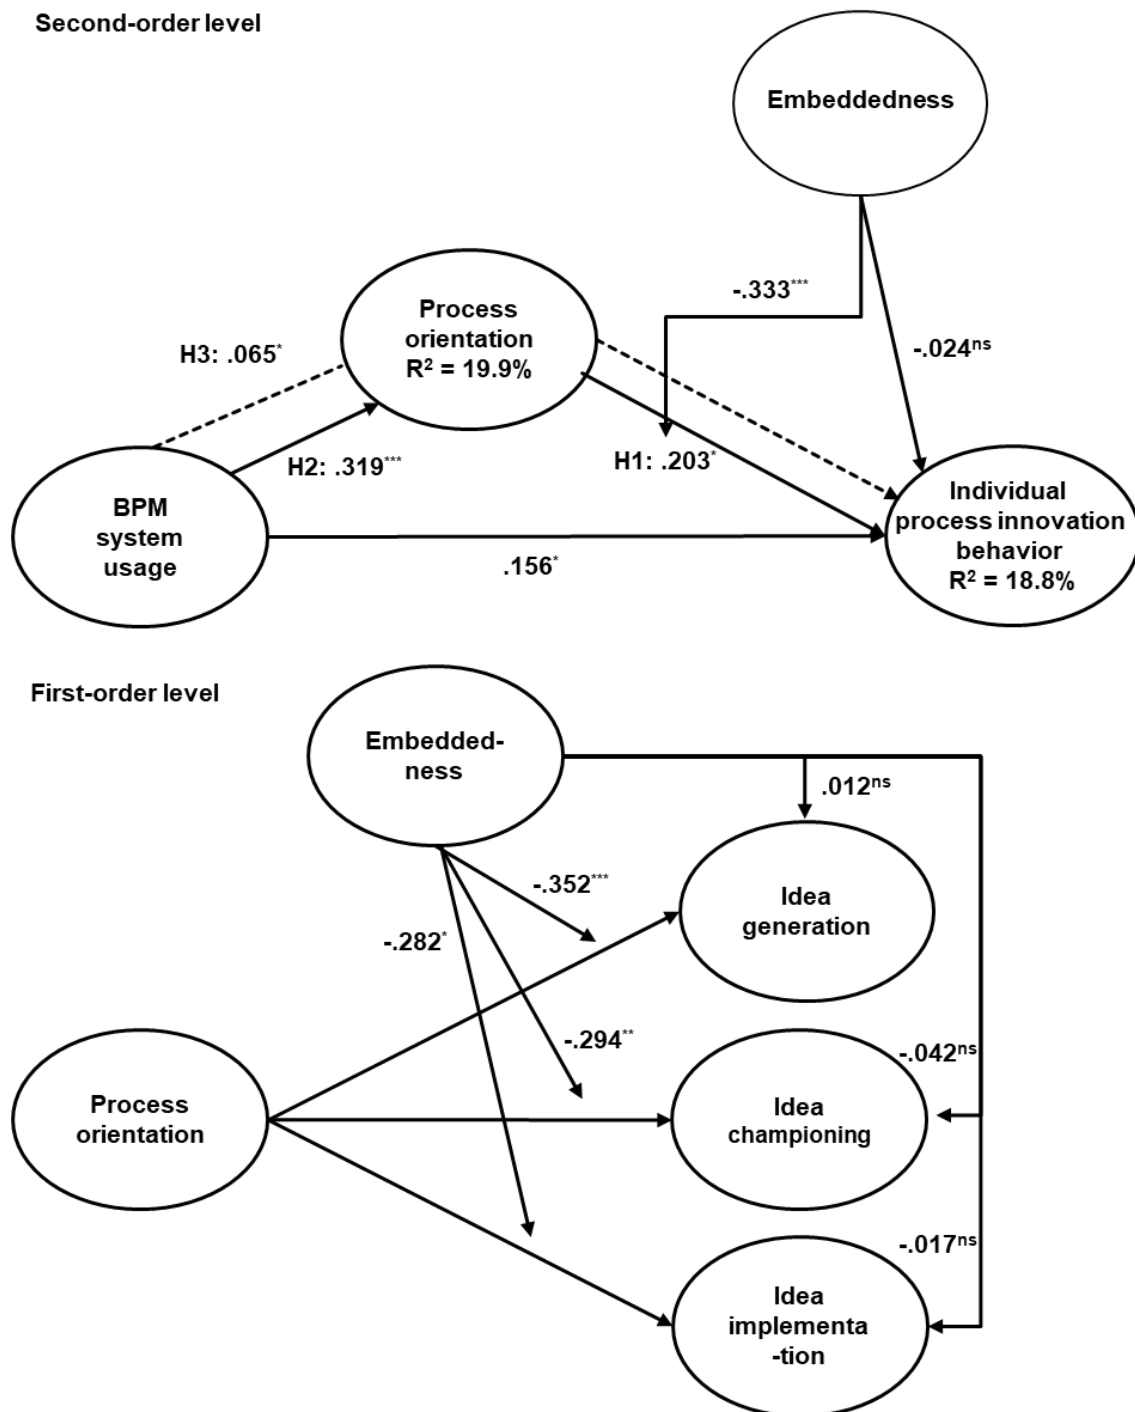 Second-order level
Embeddedness
-.333***
Process
orientation
R² = 19.9%
-.024ns
H3: .065*
H2: .319***
H1: .203*
BPM
system
usage
.156*
Individual
process innovation
behavior
R² = 18.8%
First-order level
Embedded-
ness
.012ns
-.352***
Idea
generation
-.282*
-.294**
-.042ns
Process
orientation
Idea
championing
-.017ns
Idea
implementa
-tion